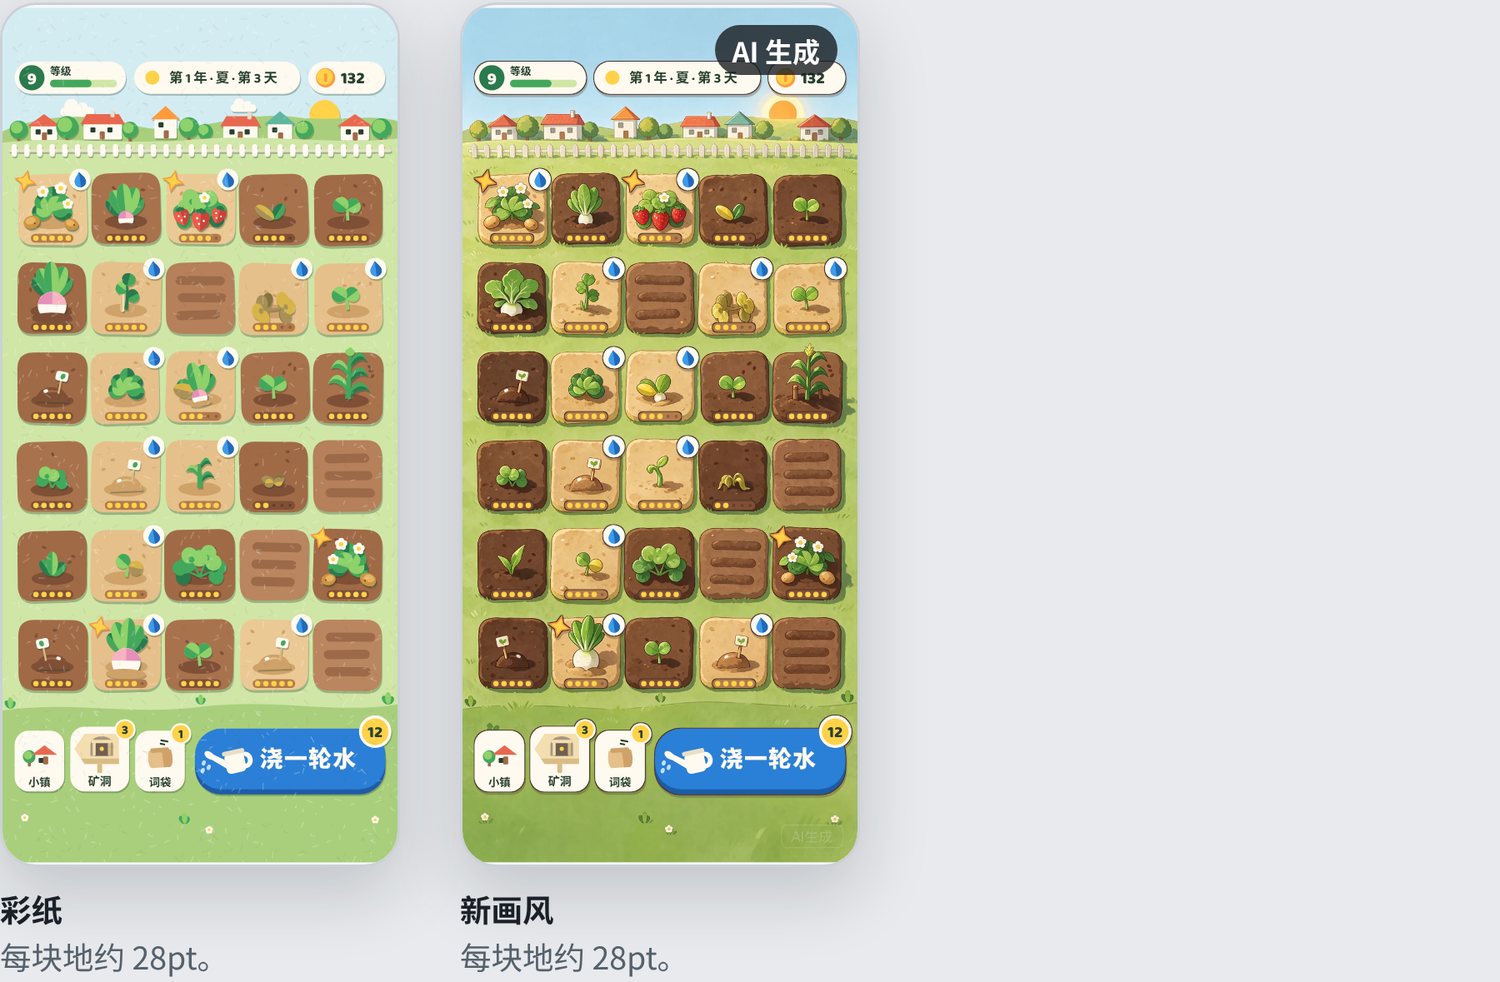 9 等级
第1年·夏·第3天
132
3
矿洞
小镇
1
词袋
12
浇一轮水
彩纸
每块地约 28pt。
AI 生成
9 等级
第1年·夏·第3天
132
3
矿洞
小镇
1
词袋
12
浇一轮水
AI生成
新画风
每块地约 28pt。